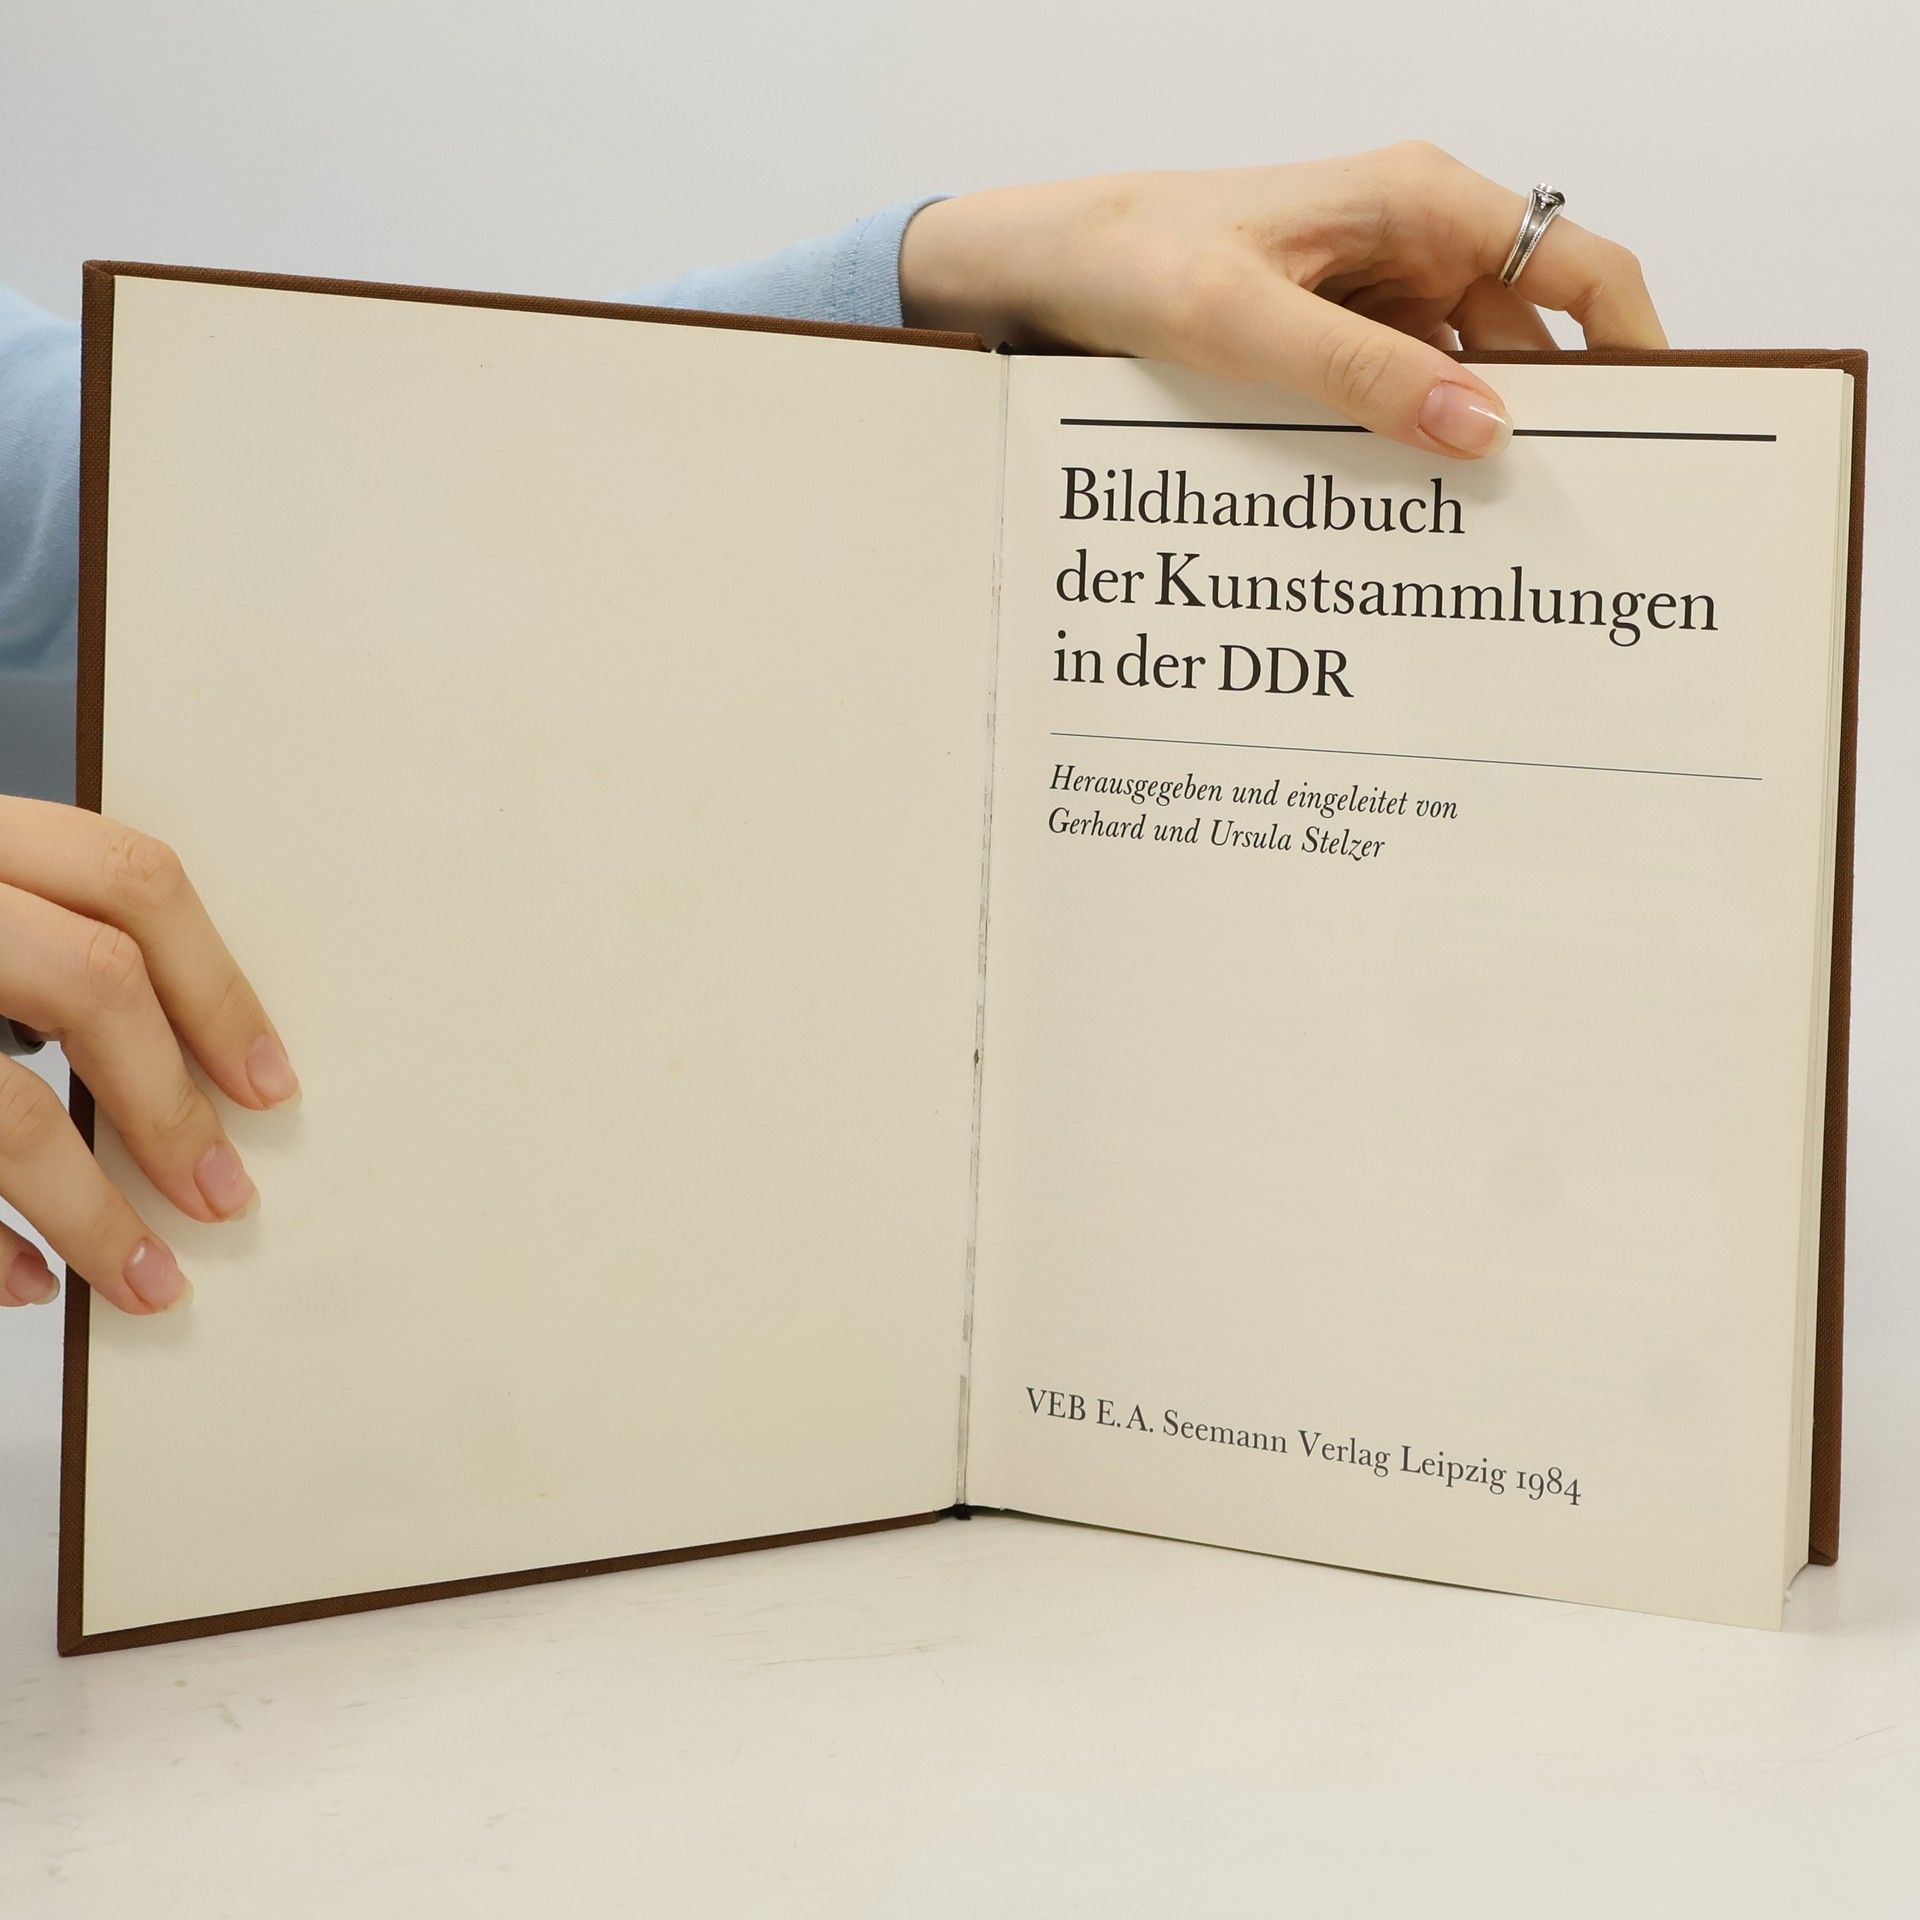 Bildhandbuch
der Kunstsammlungen
in der DDR
Herausgegeben und eingeleitet von
Gerhard und Ursula Stelzer
VEB E. A. Seemann Verlag Leipzig 1984